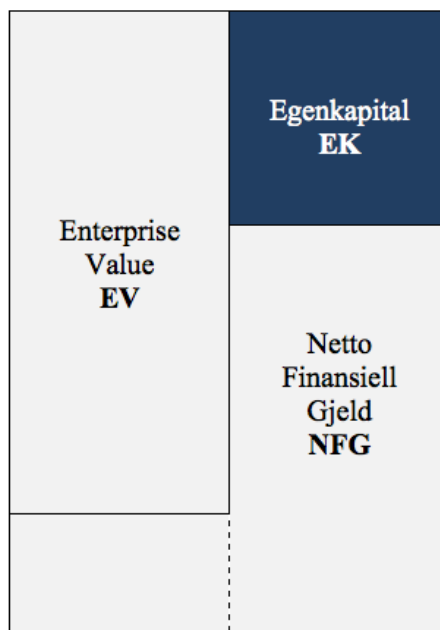 Enterprise
Value
EV
Egenkapital
EK
Netto
Finansiell
Gjeld
NFG